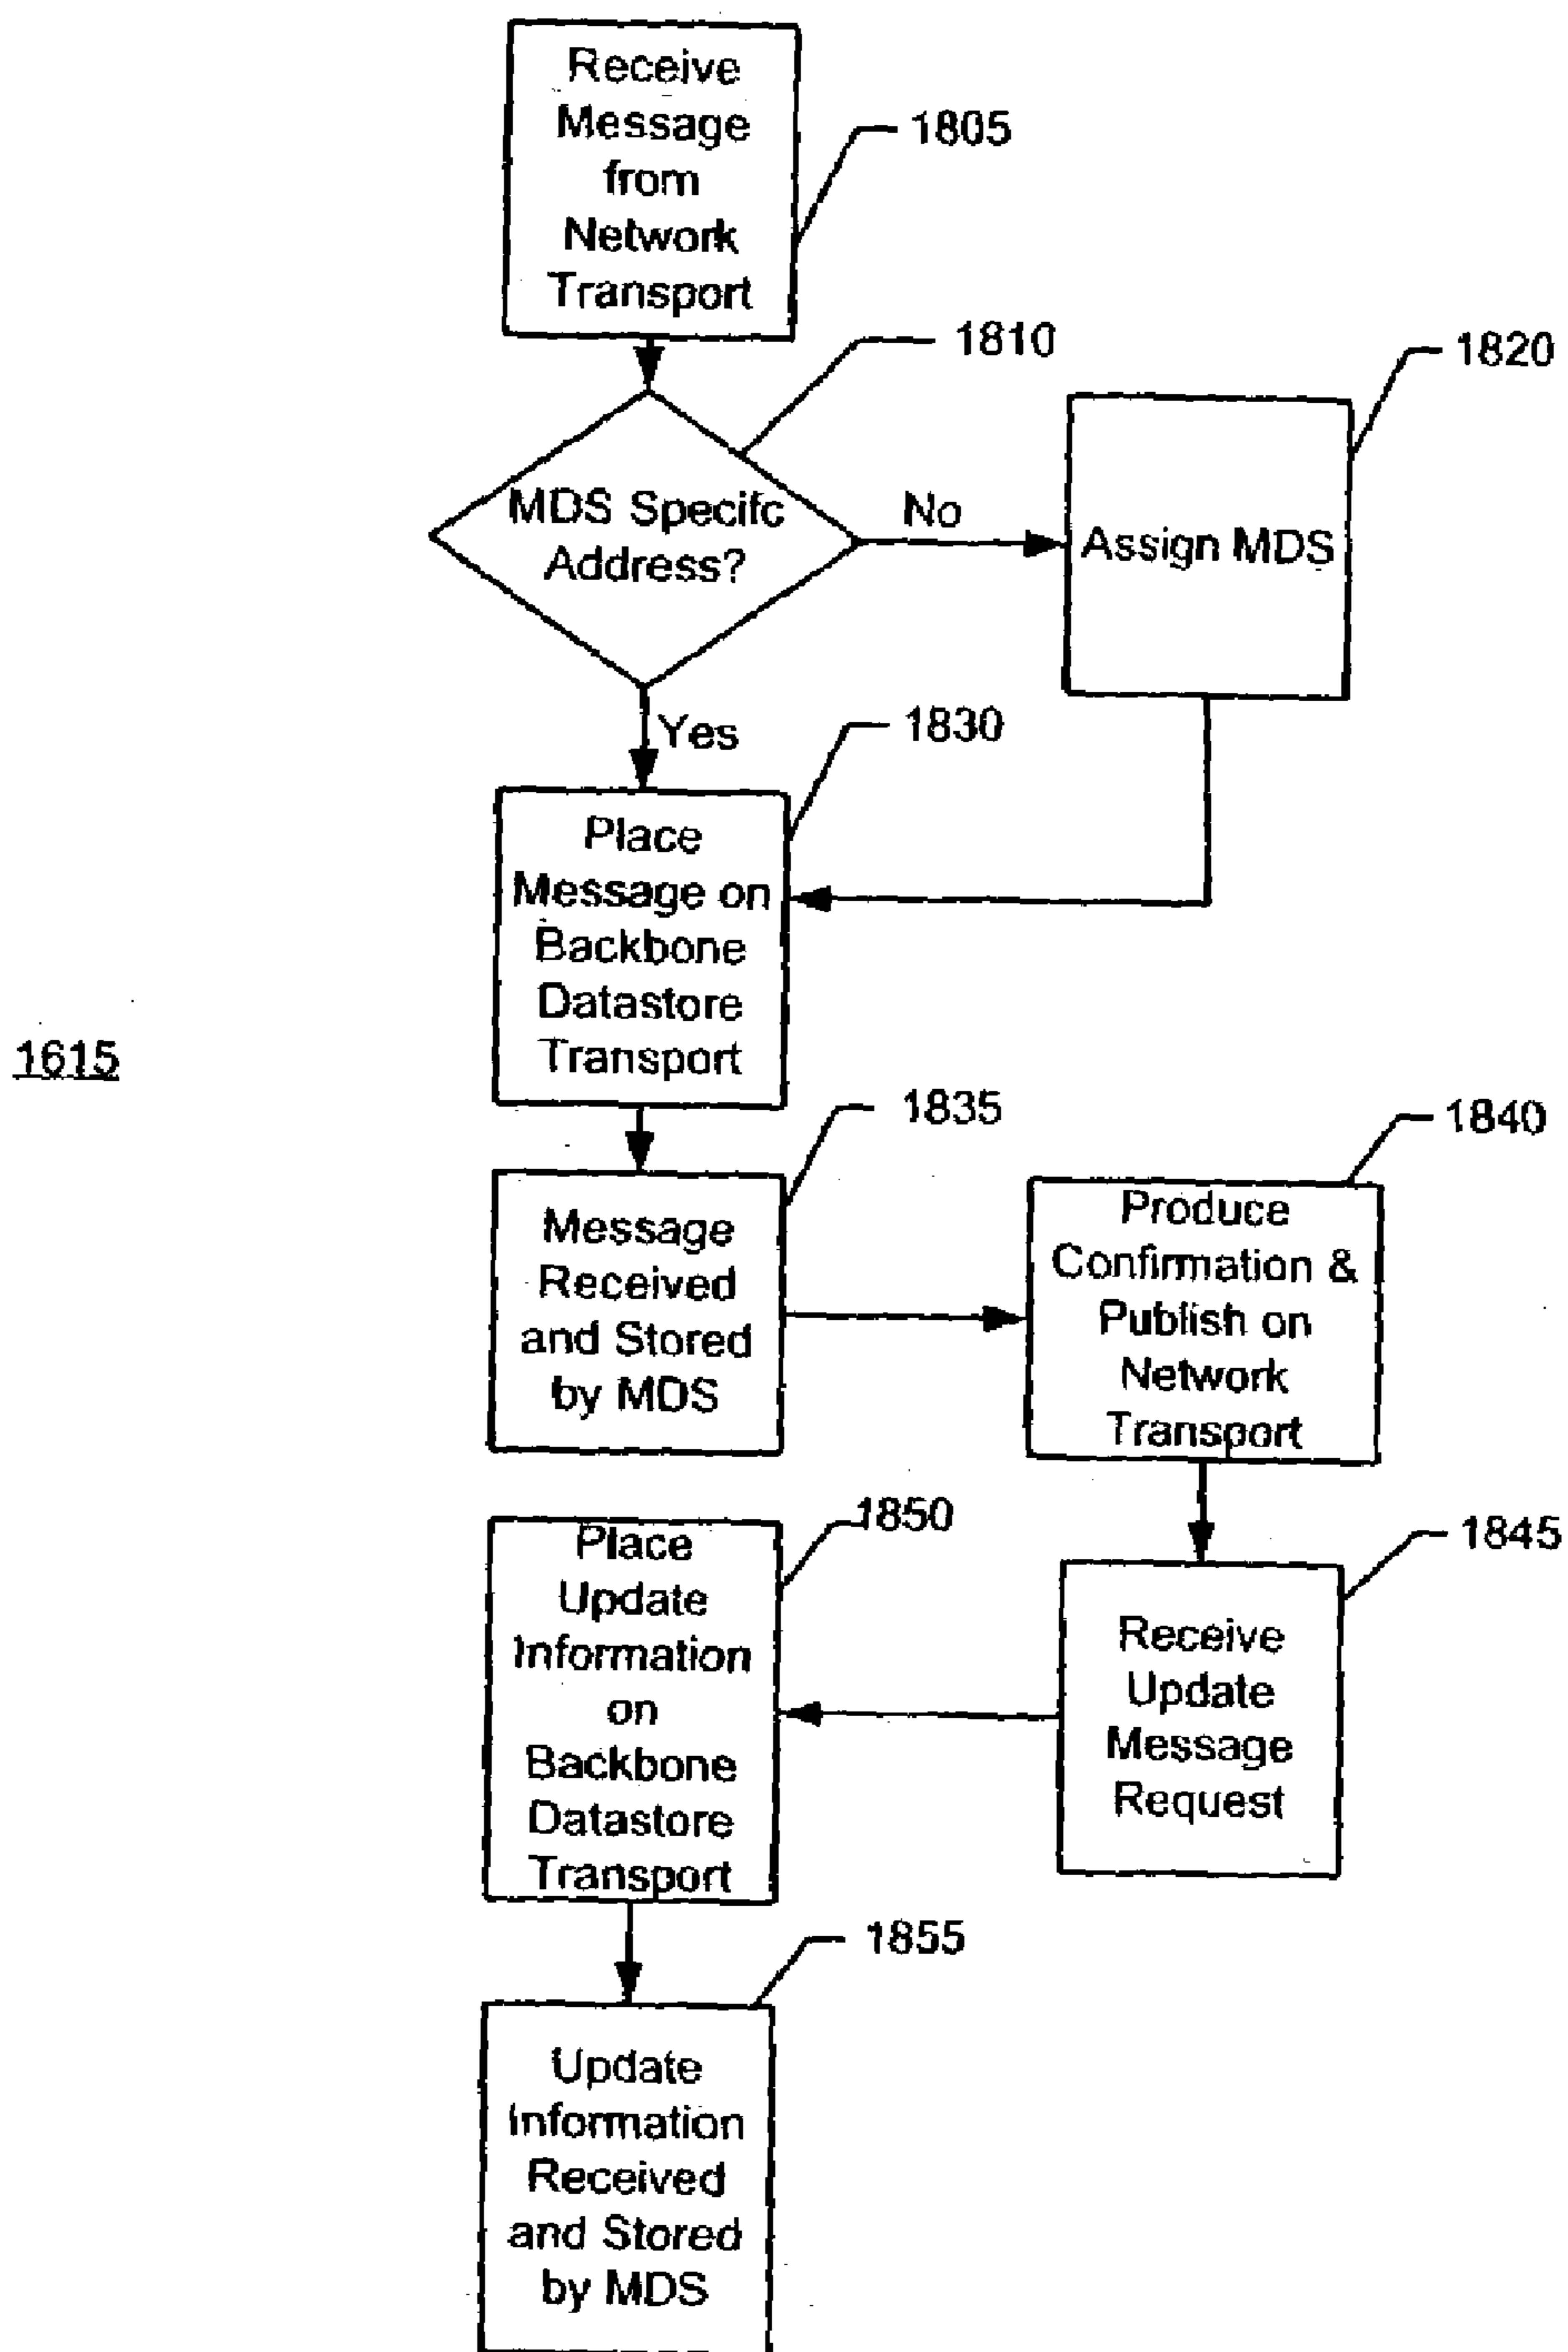 Receive
Message
from
Network
Transport
1805
1810
MDS Specifc
Address?
No
1820
Assign MDS
Yes
1830
Place
Message on
Backbone
Datastore
Transport
1615
1835
Message
Received
and Stored
by MDS
1840
Produce
Confirmation &
Publish on
Network
Transport
1845
Receive
Update
Message
Request
1850
Place
Update
Information
on
Backbone
Datastore
Transport
1855
Update
Information
Received
and Stored
by MDS